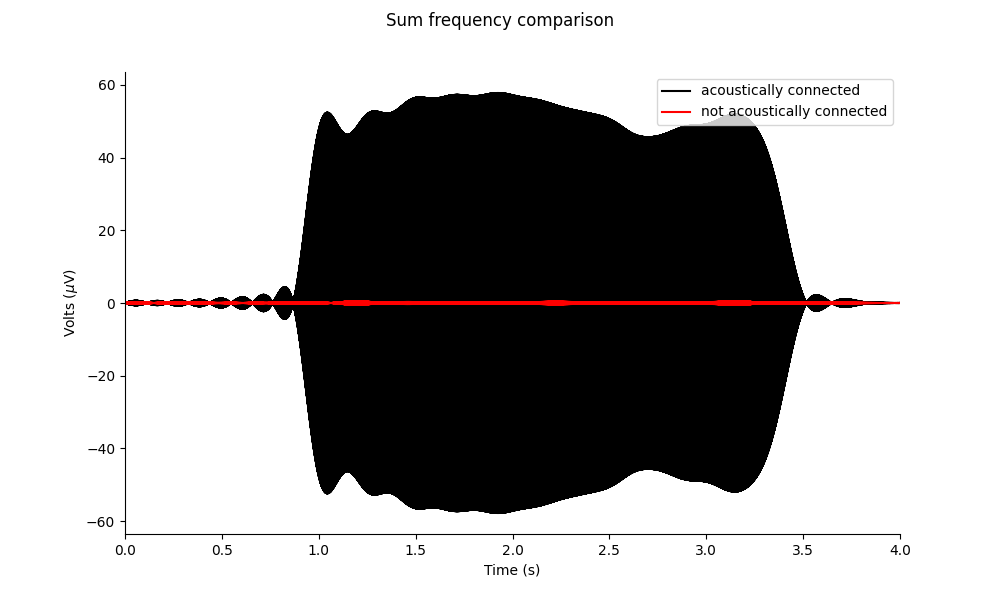 Sum frequency comparison
acoustically connected
not acoustically connected
60
40
20
0
−20
−40
−60
Volts (μV)
0.0 0.5 1.0 1.5 2.0 2.5 3.0 3.5 4.0
Time (s)